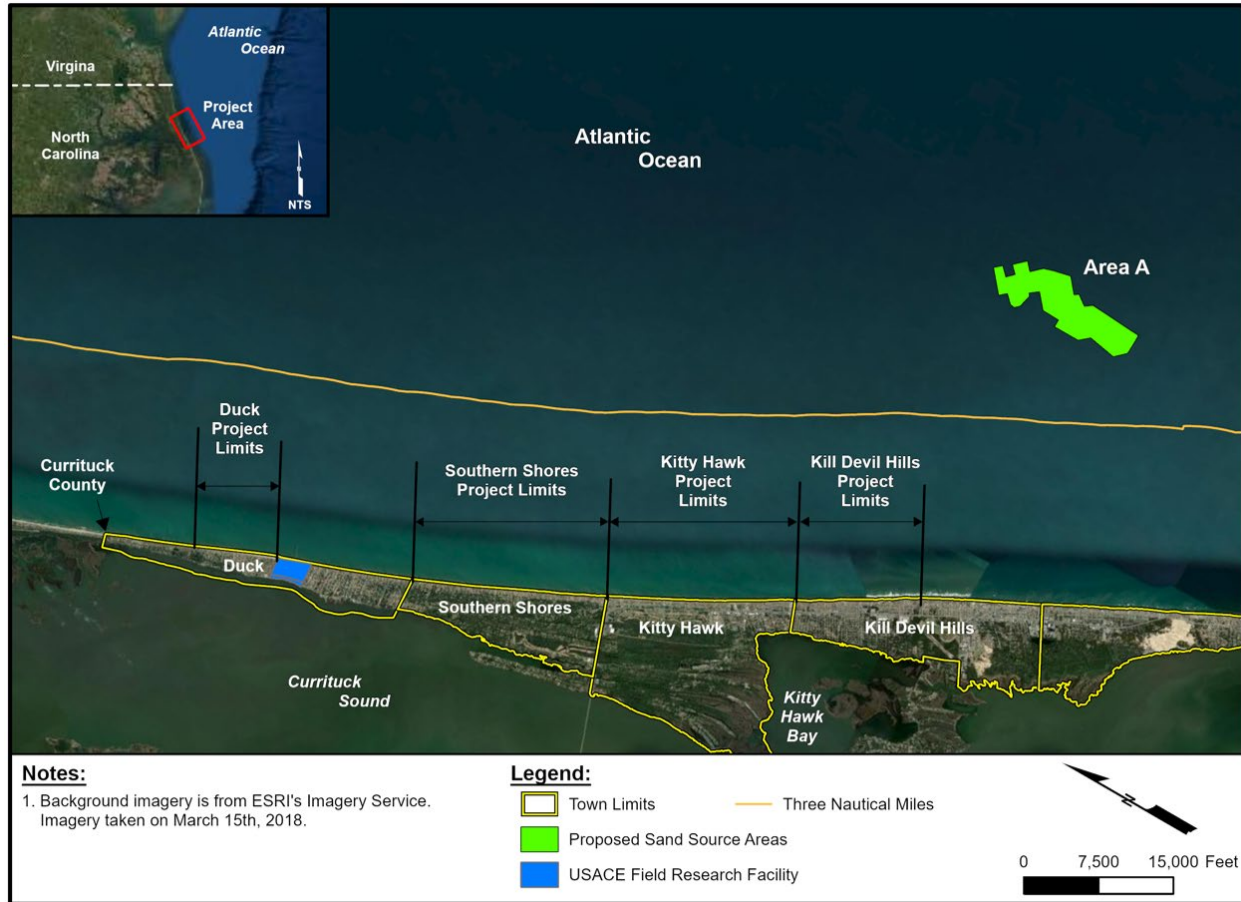 Atlantic
Ocean
Virgina
Project
Area
North
Carolina
N
NTS
Atlantic
Ocean
Area A
Duck
Project
Limits
Currituck
County
Southern Shores
Project Limits
Kitty Hawk
Project
Limits
Kill Devil Hills
Project
Limits
Duck
Southern Shores
Kitty Hawk
Kill Devil Hills
Currituck
Sound
Kitty
Hawk
Bay
Notes:
1. Background imagery is from ESRI's Imagery Service.
Imagery taken on March 15th, 2018.
Legend:
Town Limits
Three Nautical Miles
Proposed Sand Source Areas
USACE Field Research Facility
N
0 7,500 15,000 Feet